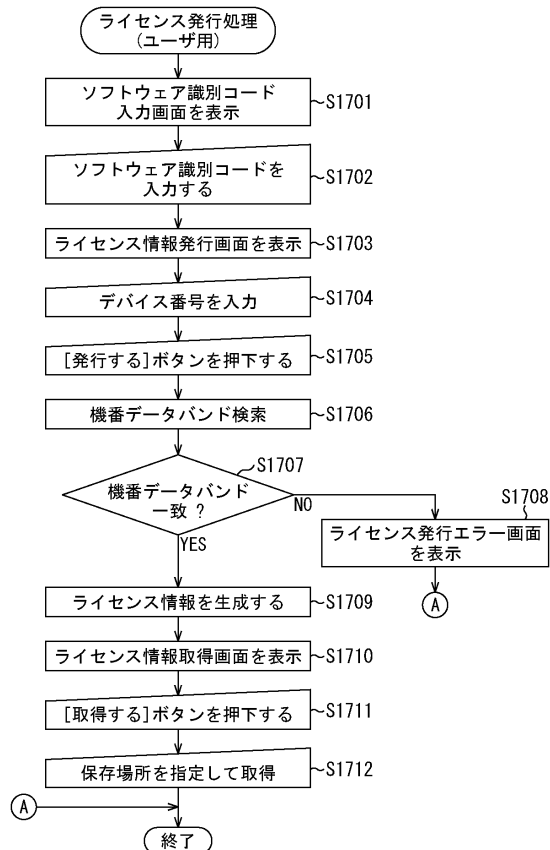 ライセンス発行処理
(ユーザ用)
ソフトウェア識別コード
入力画面を表示
~S1701
ソフトウェア識別コードを
入力する
~S1702
ライセンス情報発行画面を表示
~S1703
デバイス番号を入力
~S1704
[発行する]ボタンを押下する
~S1705
機番データバンド検索
~S1706
S1707
機番データバンド
一致 ?
NO
YES
S1708
ライセンス発行エラー画面
を表示
A
ライセンス情報を生成する
~S1709
ライセンス情報取得画面を表示
~S1710
[取得する]ボタンを押下する
~S1711
保存場所を指定して取得
~S1712
A
終了